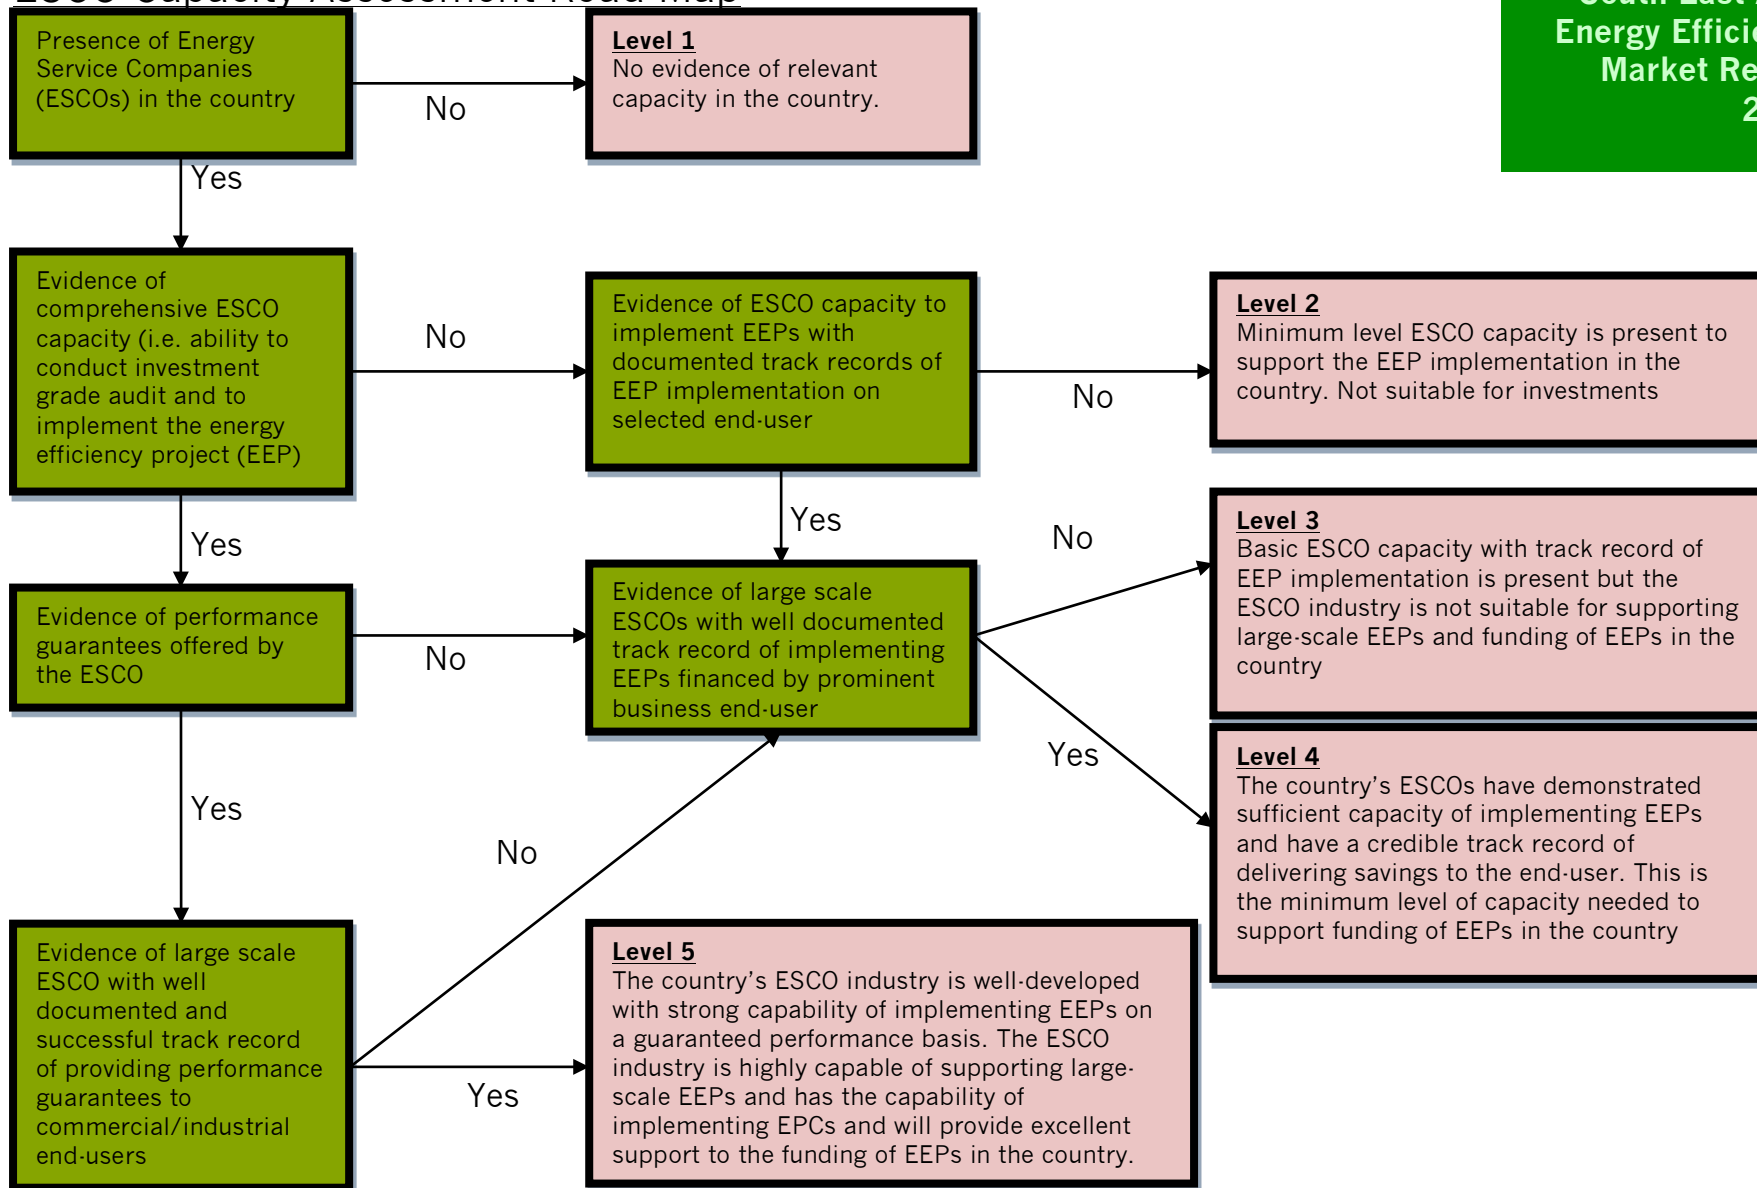 ESCO Capacity Assessment Road Map
South East
Energy Effici
Market Re
2
Presence of Energy
Service Companies
(ESCOs) in the country
No
Level 1
No evidence of relevant
capacity in the country.
Yes
Evidence of
comprehensive ESCO
capacity (i.e. ability to
conduct investment
grade audit and to
implement the energy
efficiency project (EEP)
No
Evidence of ESCO capacity to
implement EEPs with
documented track records of
EEP implementation on
selected end-user
No
Level 2
Minimum level ESCO capacity is present to
support the EEP implementation in the
country. Not suitable for investments
Yes
Yes
No
Level 3
Basic ESCO capacity with track record of
EEP implementation is present but the
ESCO industry is not suitable for supporting
large-scale EEPs and funding of EEPs in the
country
Evidence of performance
guarantees offered by
the ESCO
No
Evidence of large scale
ESCOs with well documented
track record of implementing
EEPs financed by prominent
business end-user
Yes
Level 4
The country's ESCOs have demonstrated
sufficient capacity of implementing EEPs
and have a credible track record of
delivering savings to the end-user. This is
the minimum level of capacity needed to
support funding of EEPs in the country
Yes
No
Evidence of large scale
ESCO with well
documented and
successful track record
of providing performance
guarantees to
commercial/industrial
end-users
Yes
Level 5
The country's ESCO industry is well-developed
with strong capability of implementing EEPs on
a guaranteed performance basis. The ESCO
industry is highly capable of supporting large-
scale EEPs and has the capability of
implementing EPCs and will provide excellent
support to the funding of EEPs in the country.